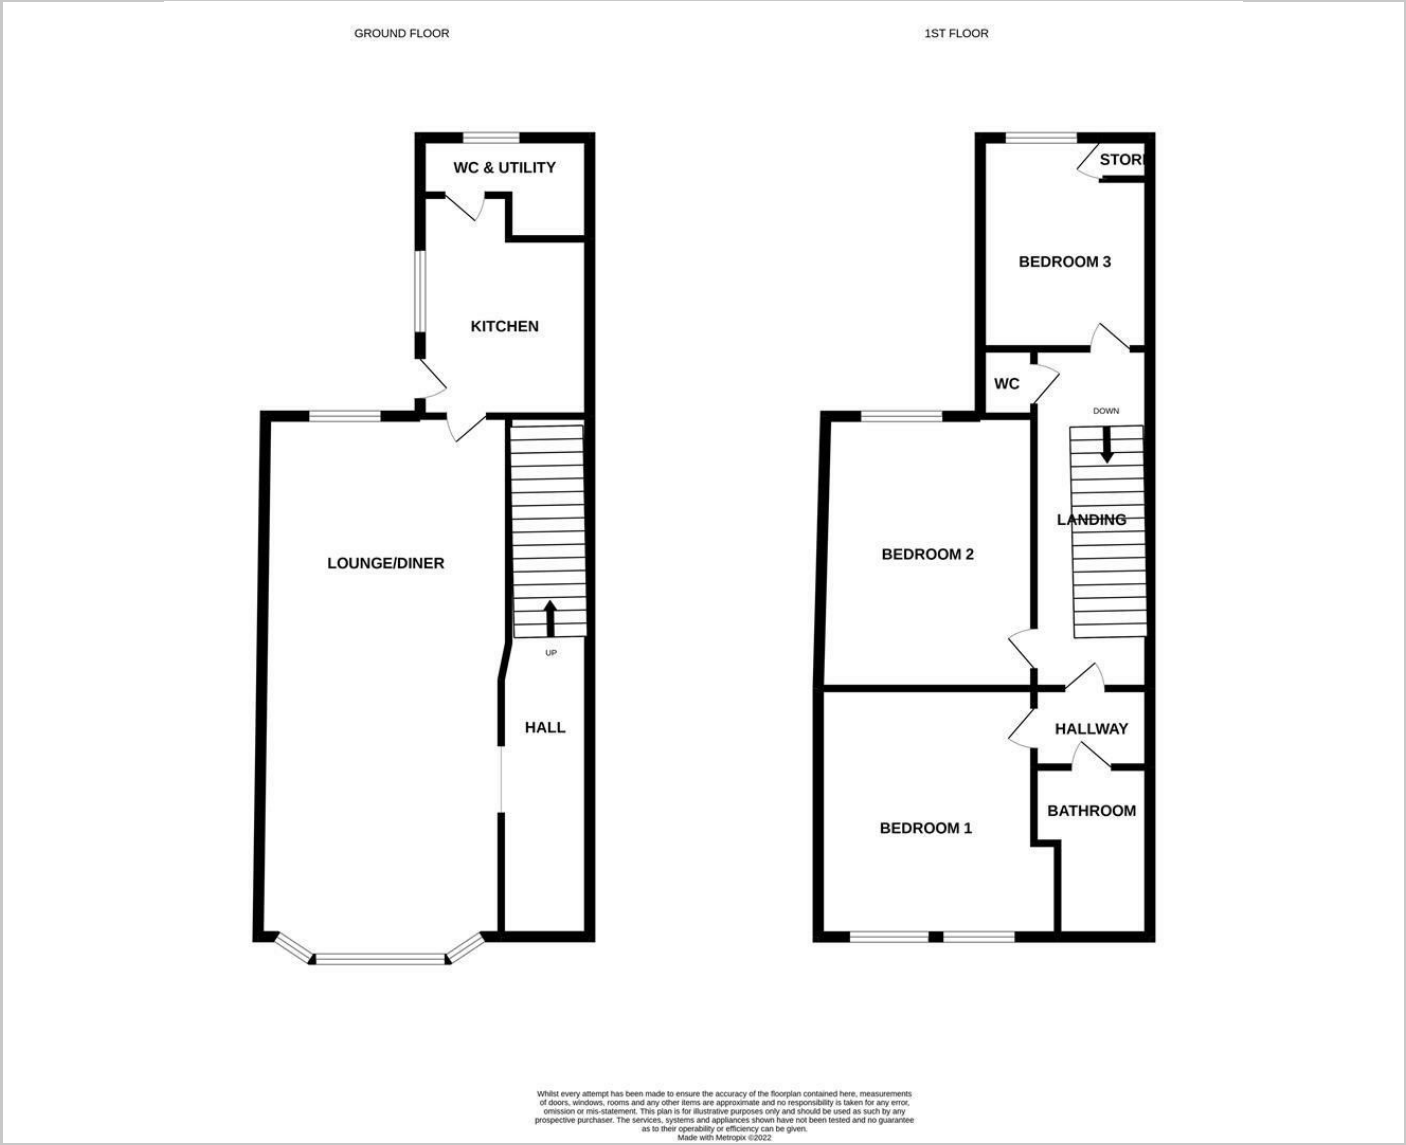 GROUND FLOOR
1ST FLOOR
WC & UTILITY
KITCHEN
LOUNGE/DINER
UP
HALL
STORE
BEDROOM 3
WC
DOWN
LANDING
BEDROOM 2
HALLWAY
BATHROOM
BEDROOM 1
Whilst every attempt has been made to ensure the accuracy of the floorplan contained here, measurements
of doors, windows, rooms and any other items are approximate and no responsibility is taken for any error,
omission or mis-statement. This plan is for illustrative purposes only and should be used as such by any
prospective purchaser. The services, systems and appliances shown have not been tested and no guarantee
as to their operability or efficiency can be given.
Made with Metropix ©2022